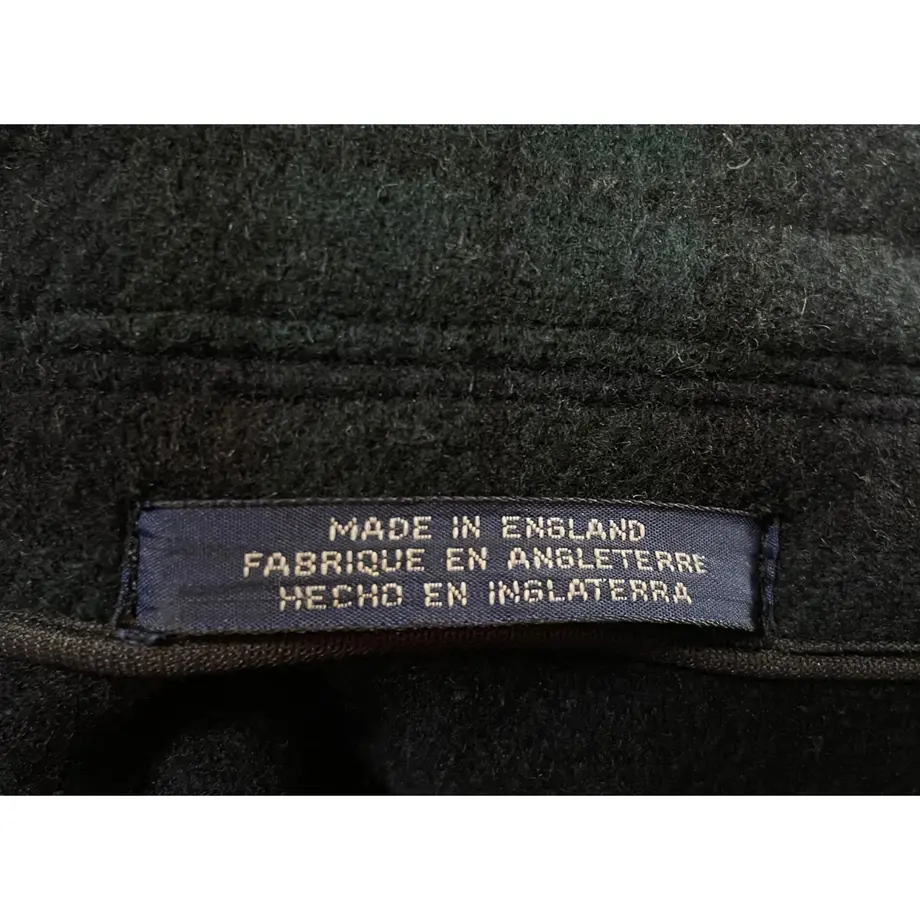 MADE IN ENGLAND
FABRIQUE EN ANGLETERRE
HECHO EN INGLATERRA